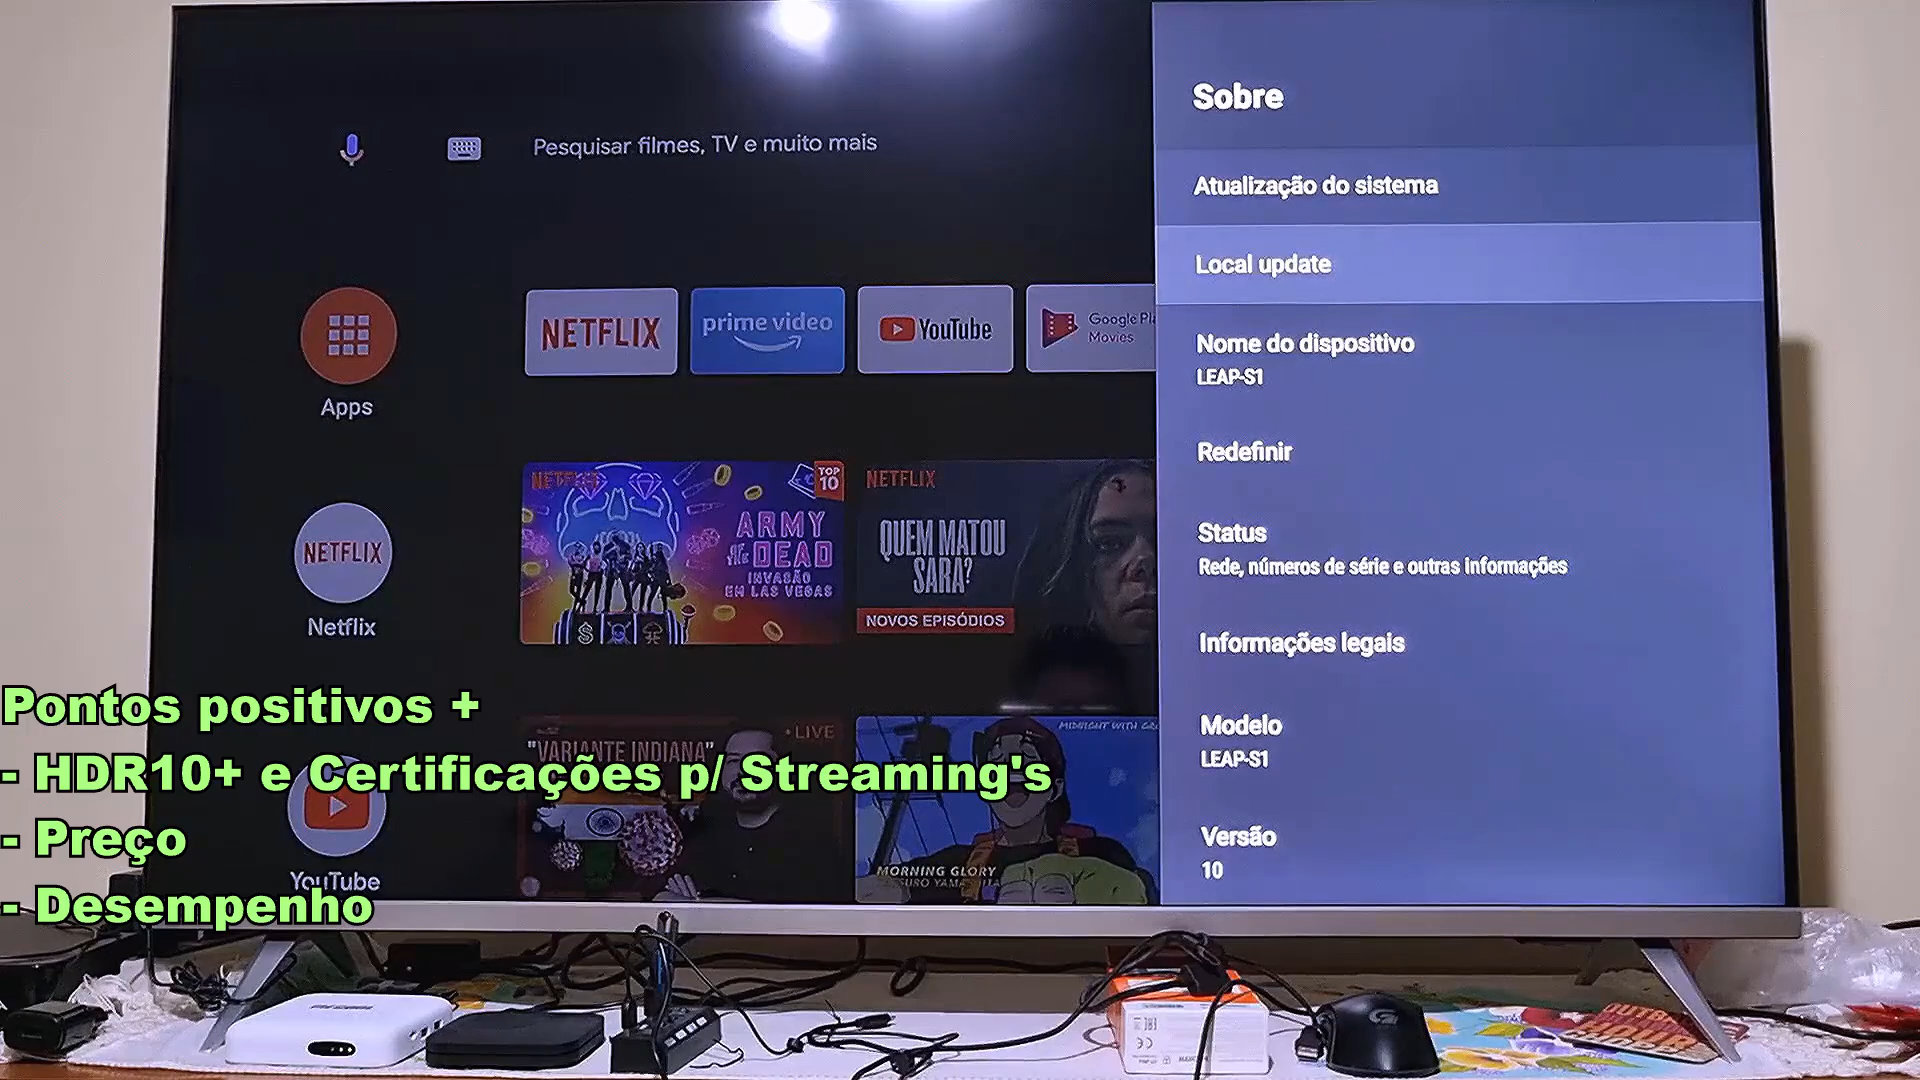 Pesquisar filmes, TV e muito mais
Apps
NETFLIX
prime video
YouTube
Google Pl
Movies
NETFLIX
Netflix
NETFLIX
TOP
10
ARMY
OF THE DEAD
INVASÃO
EM LAS VEGAS
NETFLIX
QUEM MATOU
SARA?
NOVOS EPISÓDIOS
YouTube
"VARIANTE INDIANA"
• LIVE
MIDNIGHT WITH
MORNING GLORY
Sobre
Atualização do sistema
Local update
Nome do dispositivo
LEAP-S1
Redefinir
Status
Rede, números de série e outras informações
Informações legais
Modelo
LEAP-S1
Versão
10
Pontos positivos +
- HDR10+ e Certificações p/ Streaming's
- Preço
- Desempenho